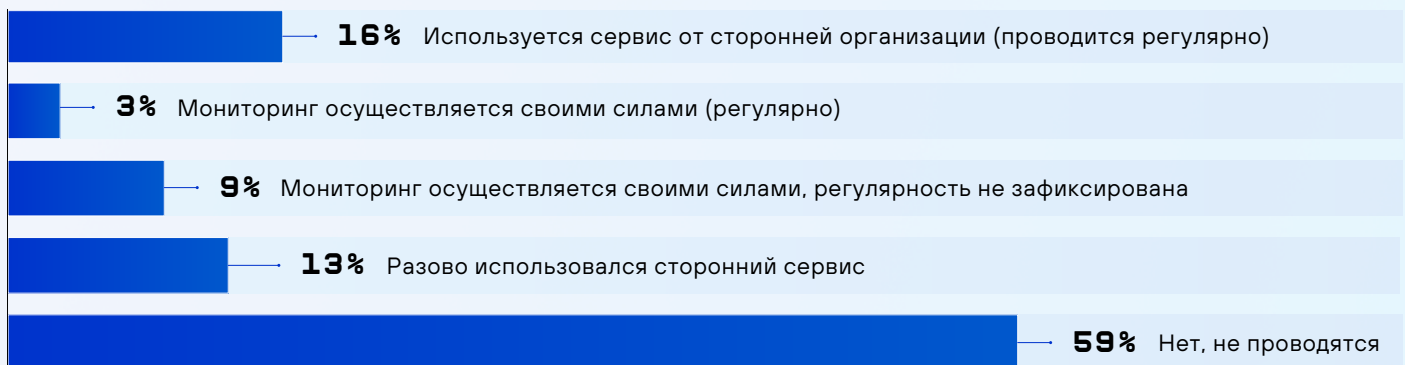 16% Используется сервис от сторонней организации (проводится регулярно)
3% Мониторинг осуществляется своими силами (регулярно)
9% Мониторинг осуществляется своими силами, регулярность не зафиксирована
13% Разово использовался сторонний сервис
59% Нет, не проводятся